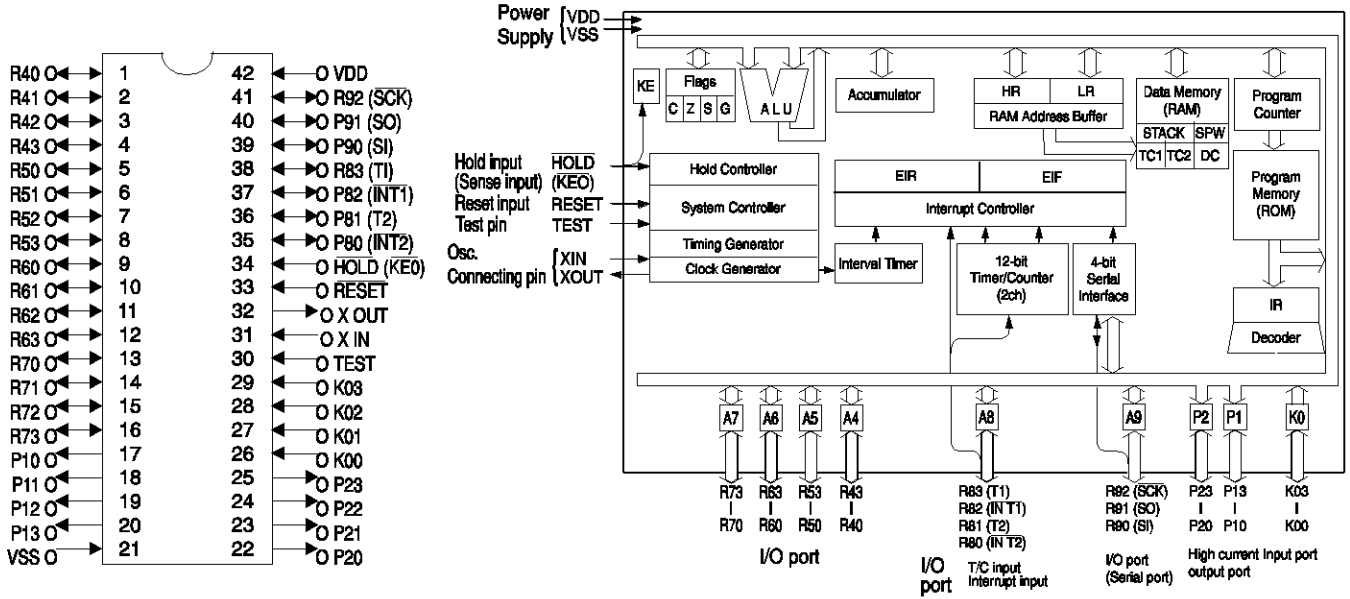 R40 1 42 VDD
R41 2 41 R92 (SCK)
R42 3 40 P91 (SO)
R43 4 39 P90 (SI)
R50 5 38 R83 (TI)
R51 6 37 P82 (INT1)
R52 7 36 P81 (T2)
R53 8 35 P80 (INT2)
R60 9 34 HOLD (KE0)
R61 10 33 RESET
R62 11 32 X OUT
R63 12 31 X IN
R70 13 30 TEST
R71 14 29 K03
R72 15 28 K02
R73 16 27 K01
P10 17 26 K00
P11 18 25 P23
P12 19 24 P22
P13 20 23 P21
VSS 21 22 P20
Power VDD
Supply VSS
KE
Flags
C Z S G
ALU
Accumulator
HR LR
RAM Address Buffer
Data Memory
(RAM)
STACK SPW
TC1 TC2 DC
Program
Counter
Program
Memory
(ROM)
IR
Decoder
Hold input HOLD
(Sense input) (KEO)
Reset input RESET
Test pin TEST
Osc. XIN
Connecting pin XOUT
Hold Controller
System Controller
Timing Generator
Clock Generator
EIR EIF
Interrupt Controller
Interval Timer
12-bit
Timer/Counter
(2ch)
4-bit
Serial
Interface
A7 A6 A5 A4 A8 A9 P2 P1 K0
R73 R63 R53 R43
R70 R60 R50 R40
I/O port
R83 (T1)
R82 (IN T1)
R81 (T2)
R80 (IN T2)
I/O
port
T/C input
Interrupt input
R92 (SCK)
R91 (SO)
R90 (SI)
I/O port
(Serial port)
P23 P13 K03
P20 P10 K00
High current Input port
output port